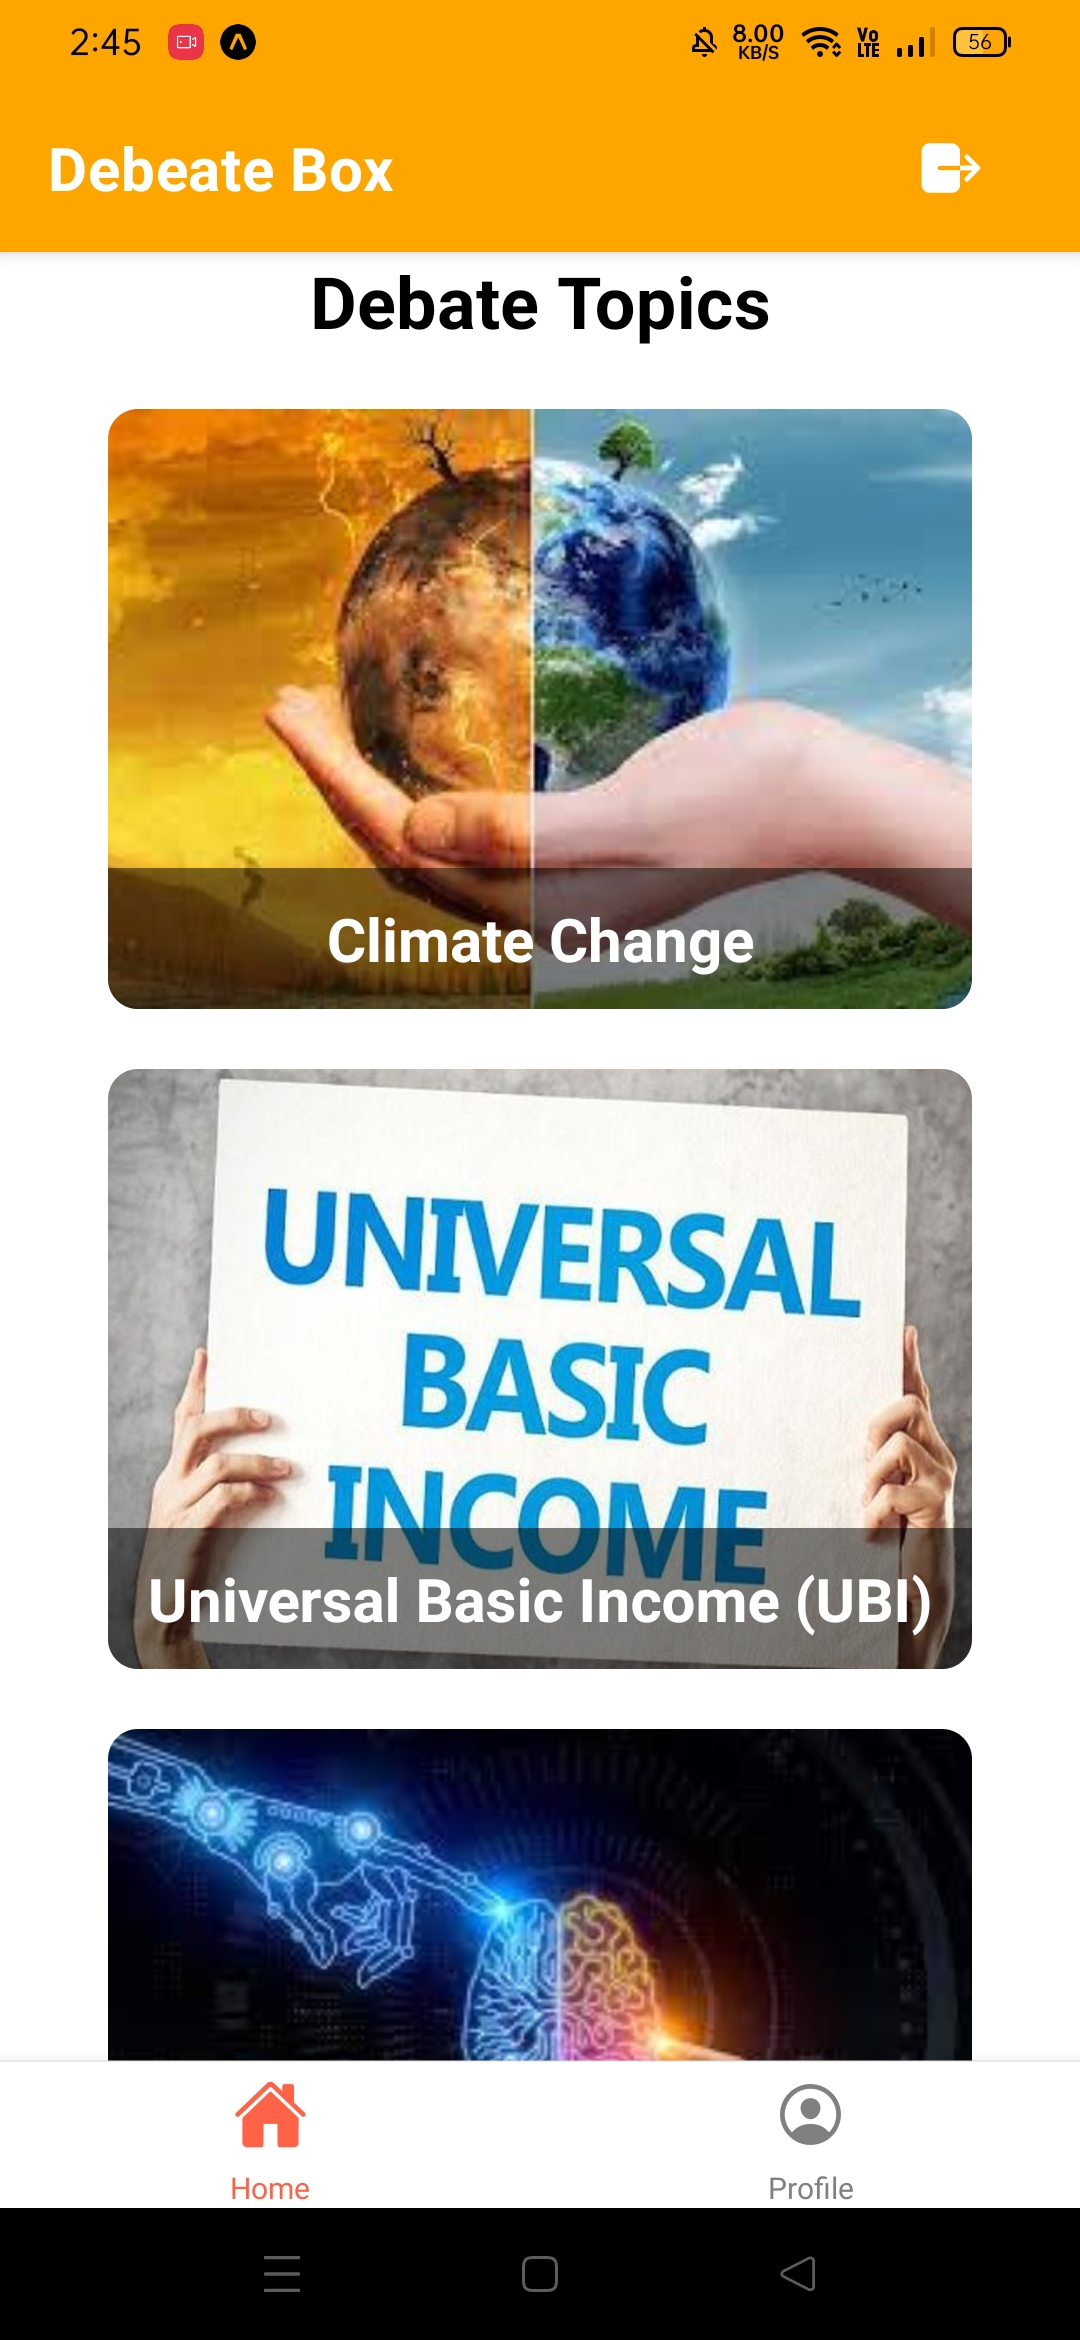 2:45
8.00
KB/S
Vo
LTE
56
Debeate Box
Debate Topics
Climate Change
UNIVERSAL
BASIC
INCOME
Universal Basic Income (UBI)
Home
Profile